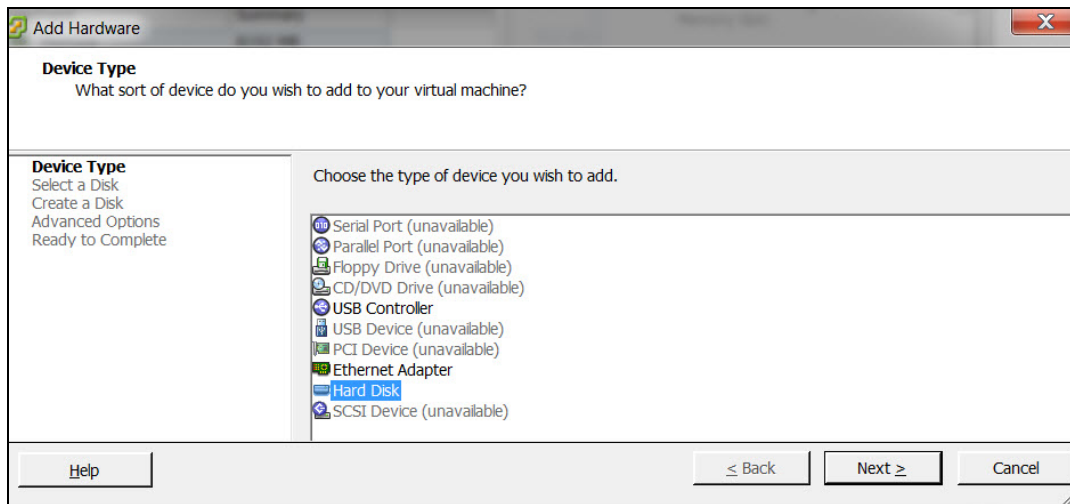 Add Hardware
Device Type
What sort of device do you wish to add to your virtual machine?
Device Type
Select a Disk
Create a Disk
Advanced Options
Ready to Complete
Choose the type of device you wish to add.
Serial Port (unavailable)
Parallel Port (unavailable)
Floppy Drive (unavailable)
CD/DVD Drive (unavailable)
USB Controller
USB Device (unavailable)
PCI Device (unavailable)
Ethernet Adapter
Hard Disk
SCSI Device (unavailable)
Help
< Back
Next >
Cancel